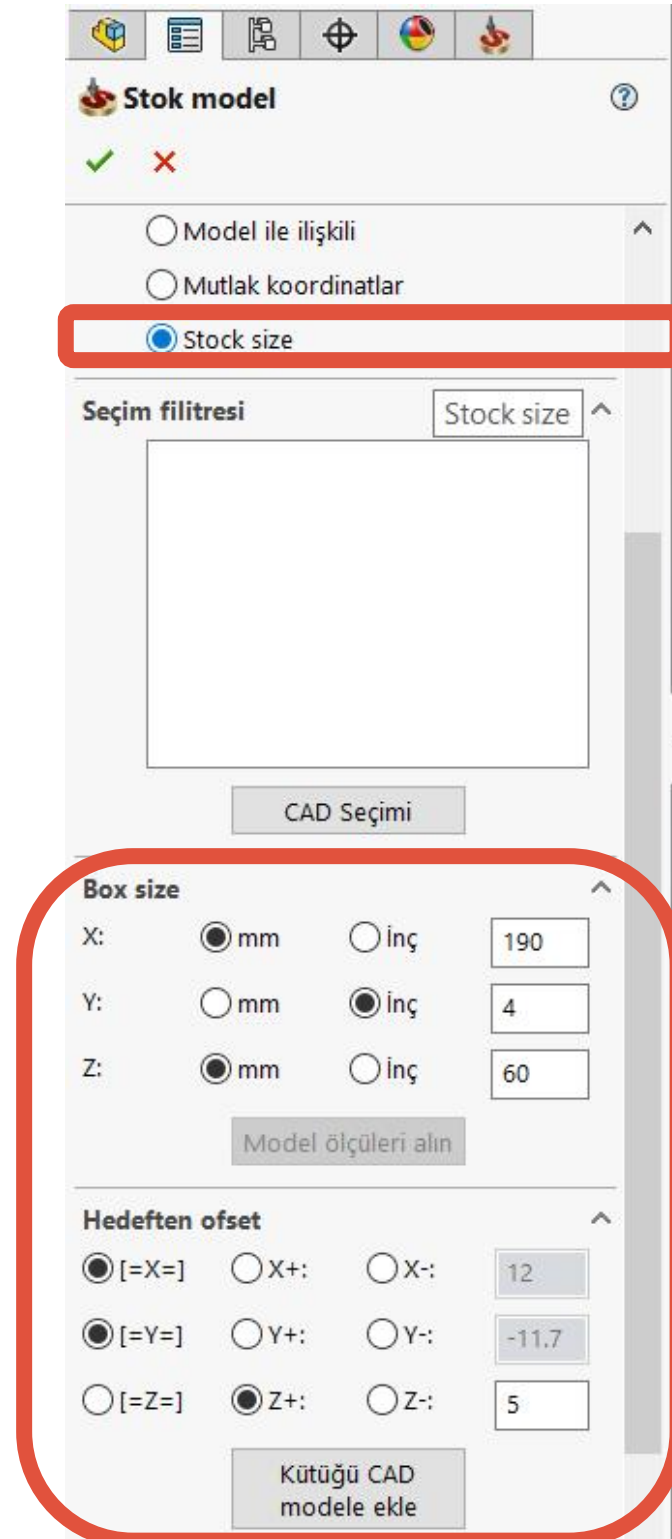 Stok model
Model ile ilişkili
Mutlak koordinatlar
Stock size
Seçim filitresi
Stock size
CAD Seçimi
Box size
X: mm İnç 190
Y: mm İnç 4
Z: mm İnç 60
Model ölçüleri alın
Hedeften ofset
[=X=] X+: X-: 12
[=Y=] Y+: Y-: -11.7
[=Z=] Z+: Z-: 5
Kütüğü CAD
modele ekle